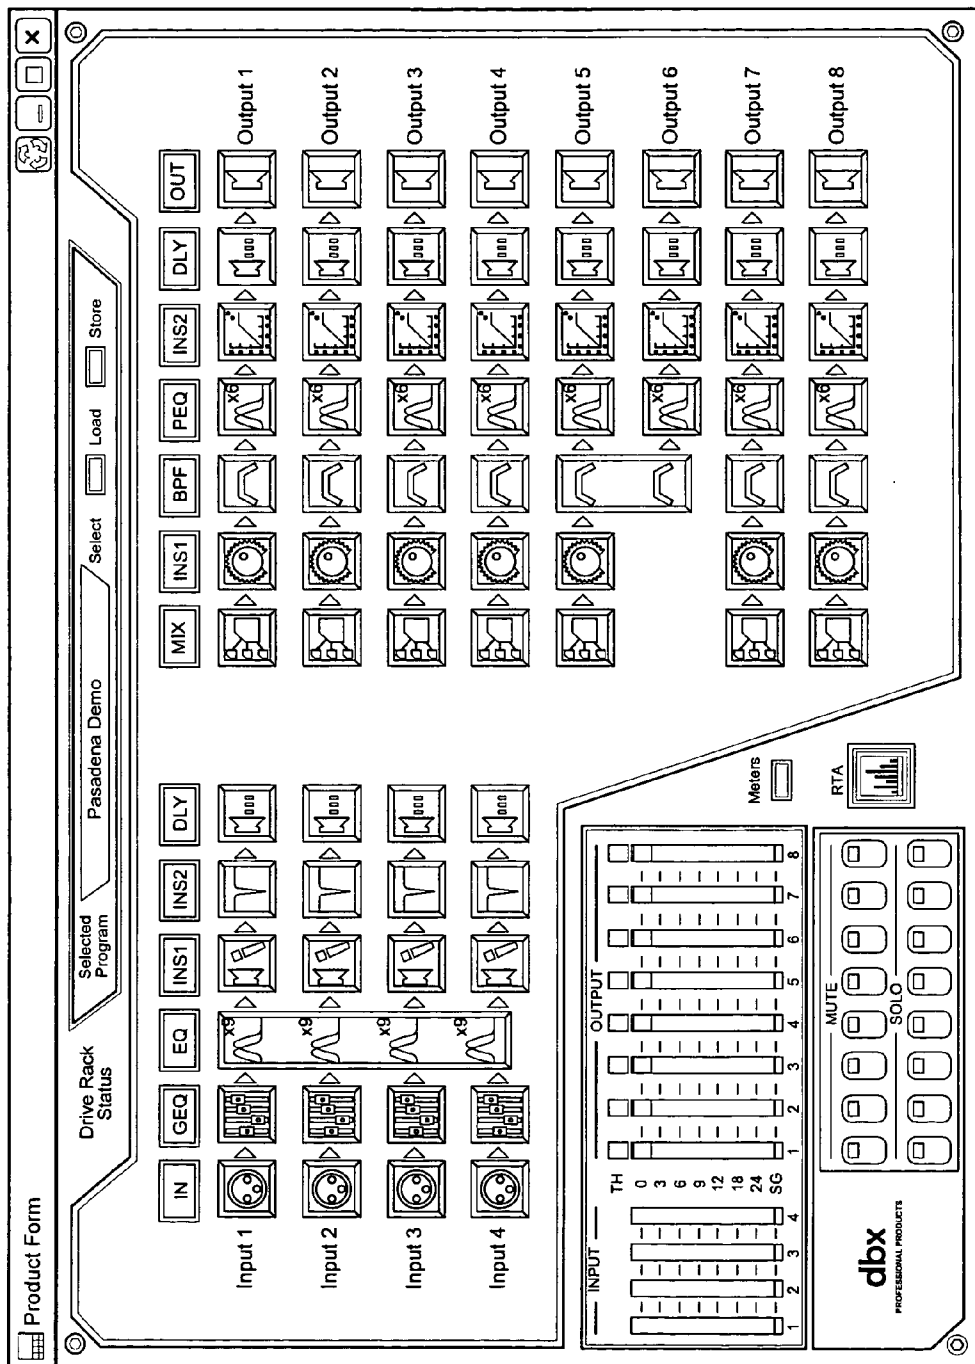 Product Form
Drive Rack
Status
Selected
Program
Pasadena Demo
Select
Load
Store
IN
GEQ
EQ
INS1
INS2
DLY
MIX
INS1
BPF
PEQ
INS2
DLY
OUT
Input 1
x9
Input 2
x9
Input 3
x9
Input 4
x9
x6
Output 1
x6
Output 2
x6
Output 3
x6
Output 4
x6
Output 5
x6
Output 6
x6
Output 7
x6
Output 8
INPUT
OUTPUT
TH
0
3
6
9
12
18
24
SG
1 2 3 4
1 2 3 4 5 6 7 8
Meters
RTA
MUTE
SOLO
dbx
PROFESSIONAL PRODUCTS